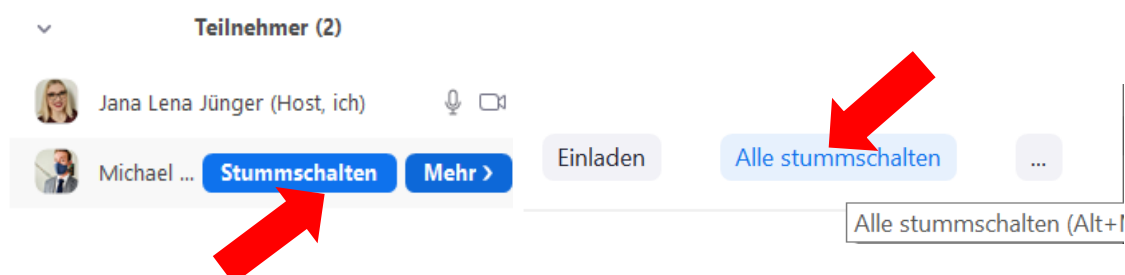 Teilnehmer (2)
Jana Lena Jünger (Host, ich)
Michael ... Stummschalten Mehr >
Einladen Alle stummschalten ...
Alle stummschalten (Alt+